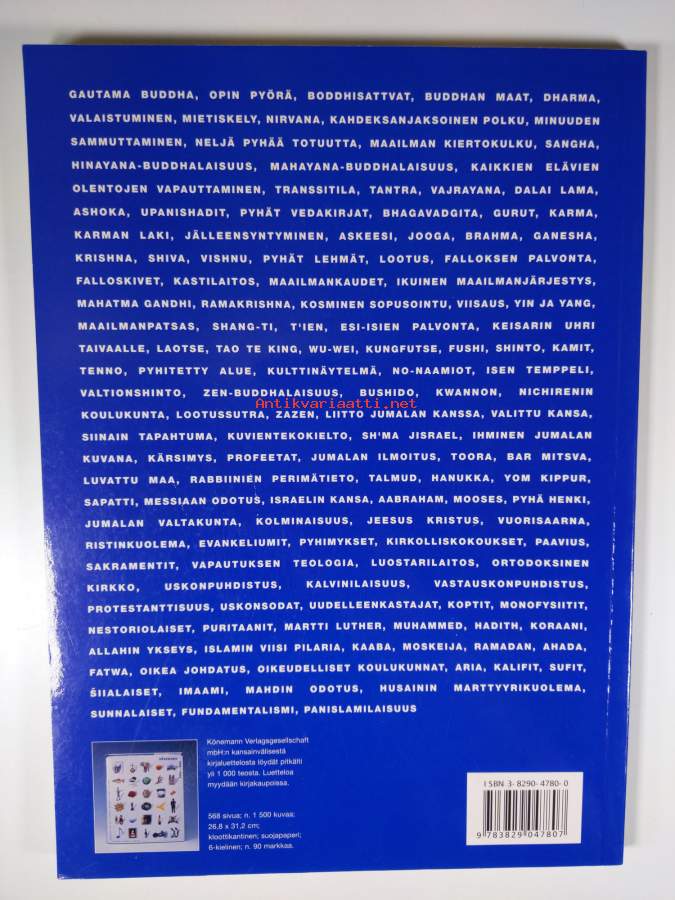 GAUTAMA BUDDHA, OPIN PYÖRÄ, BODDHISATTVAT, BUDDHAN MAAT, DHARMA,
VALAISTUMINEN, MIETISKELY, NIRVANA, KAHDEKSANJAKSOINEN POLKU, MINUUDEN
SAMMUTTAMINEN, NELJÄ PYHÄÄ TOTUUTTA, MAAILMAN KIERTOKULKU, SANGHA,
HINAYANA-BUDDHALAISUUS, MAHAYANA-BUDDHALAISUUS, KAIKKIEN ELÄVIEN
OLENTOJEN VAPAUTTAMINEN, TRANSSITILA, TANTRA, VAJRAYANA, DALAI LAMA,
ASHOKA, UPANISHADIT, PYHÄT VEDAKIRJAT, BHAGAVADGITA, GURUT, KARMA,
KARMAN LAKI, JÄLLEENSYNTYMINEN, ASKEESI, JOOGA, BRAHMA, GANESHA,
KRISHNA, SHIVA, VISHNU, PYHÄT LEHMÄT, LOOTUS, FALLOKSEN PALVONTA,
FALLOSKIVET, KASTILAITOS, MAAILMANKAUDET, IKUINEN MAAILMANJÄRJESTYS,
MAHATMA GANDHI, RAMAKRISHNA, KOSMINEN SOPUSOINTU, VIISAUS, YIN JA YANG,
MAAILMANPATSAS, SHANG-TI, T'IEN, ESI-ISIEN PALVONTA, KEISARIN UHRI
TAIVAALLE, LAOTSE, TAO TE KING, WU-WEI, KUNGFUTSE, FUSHI, SHINTO, KAMIT,
TENNO, PYHITETTY ALUE, KULTTINÄYTELMÄ, NO-NAAMIOT, ISEN TEMPPELI,
VALTIONSHINTO, ZEN-BUDDHALAISUUS, BUSHIDO, KWANNON, NICHIRENIN
Antikvariaatti.net
KOULUKUNTA, LOOTUSSUTRA, ZAZEN, LIITTO JUMALAN KANSSA, VALITTU KANSA,
SIINAIN TAPAHTUMA, KUVIENTEKOKIELTO, SH'MA JISRAEL, IHMINEN JUMALAN
KUVANA, KÄRSIMYS, PROFEETAT, JUMALAN ILMOITUS, TOORA, BAR MITSVA,
LUVATTU MAA, RABBIINIEN PERIMÄTIETO, TALMUD, HANUKKA, YOM KIPPUR,
SAPATTI, MESSIAAN ODOTUS, ISRAELIN KANSA, AABRAHAM, MOOSES, PYHÄ HENKI,
JUMALAN VALTAKUNTA, KOLMINAISUUS, JEESUS KRISTUS, VUORISAARNA,
RISTINKUOLEMA, EVANKELIUMIT, PYHIMYKSET, KIRKOLLISKOKOUKSET, PAAVIUS,
SAKRAMENTIT, VAPAUTUKSEN TEOLOGIA, LUOSTARILAITOS, ORTODOKSINEN
KIRKKO, USKONPUHDISTUS, KALVINILAISUUS, VASTAUSKONPUHDISTUS,
PROTESTANTTISUUS, USKONSODAT, UUDELLEENKASTAJAT, KOPTIT, MONOFYSIITIT,
NESTORIOLAISET, PURITAANIT, MARTTI LUTHER, MUHAMMED, HADITH, KORAANI,
ALLAHIN YKSEYS, ISLAMIN VIISI PILARIA, KAABA, MOSKEIJA, RAMADAN, AHADA,
FATWA, OIKEA JOHDATUS, OIKEUDELLISET KOULUKUNNAT, ARIA, KALIFIT, SUFIT,
ŠIIALAISET, IMAAMI, MAHDIN ODOTUS, HUSAININ MARTTYYRIKUOLEMA,
SUNNALAISET, FUNDAMENTALISMI, PANISLAMILAISUUS
Könemann Verlagsgesellschaft
mbH:n kansainvälisestä
kirjaluettelosta löydät pitkälti
yli 1 000 teosta. Luetteloa
myydään kirjakaupoissa.
568 sivua; n. 1 500 kuvaa;
26,8 x 31,2 cm;
kloottikantinen; suojapaperi;
6-kielinen; n. 90 markkaa.
ISBN 3-8290-4780-0
9 783829 047807